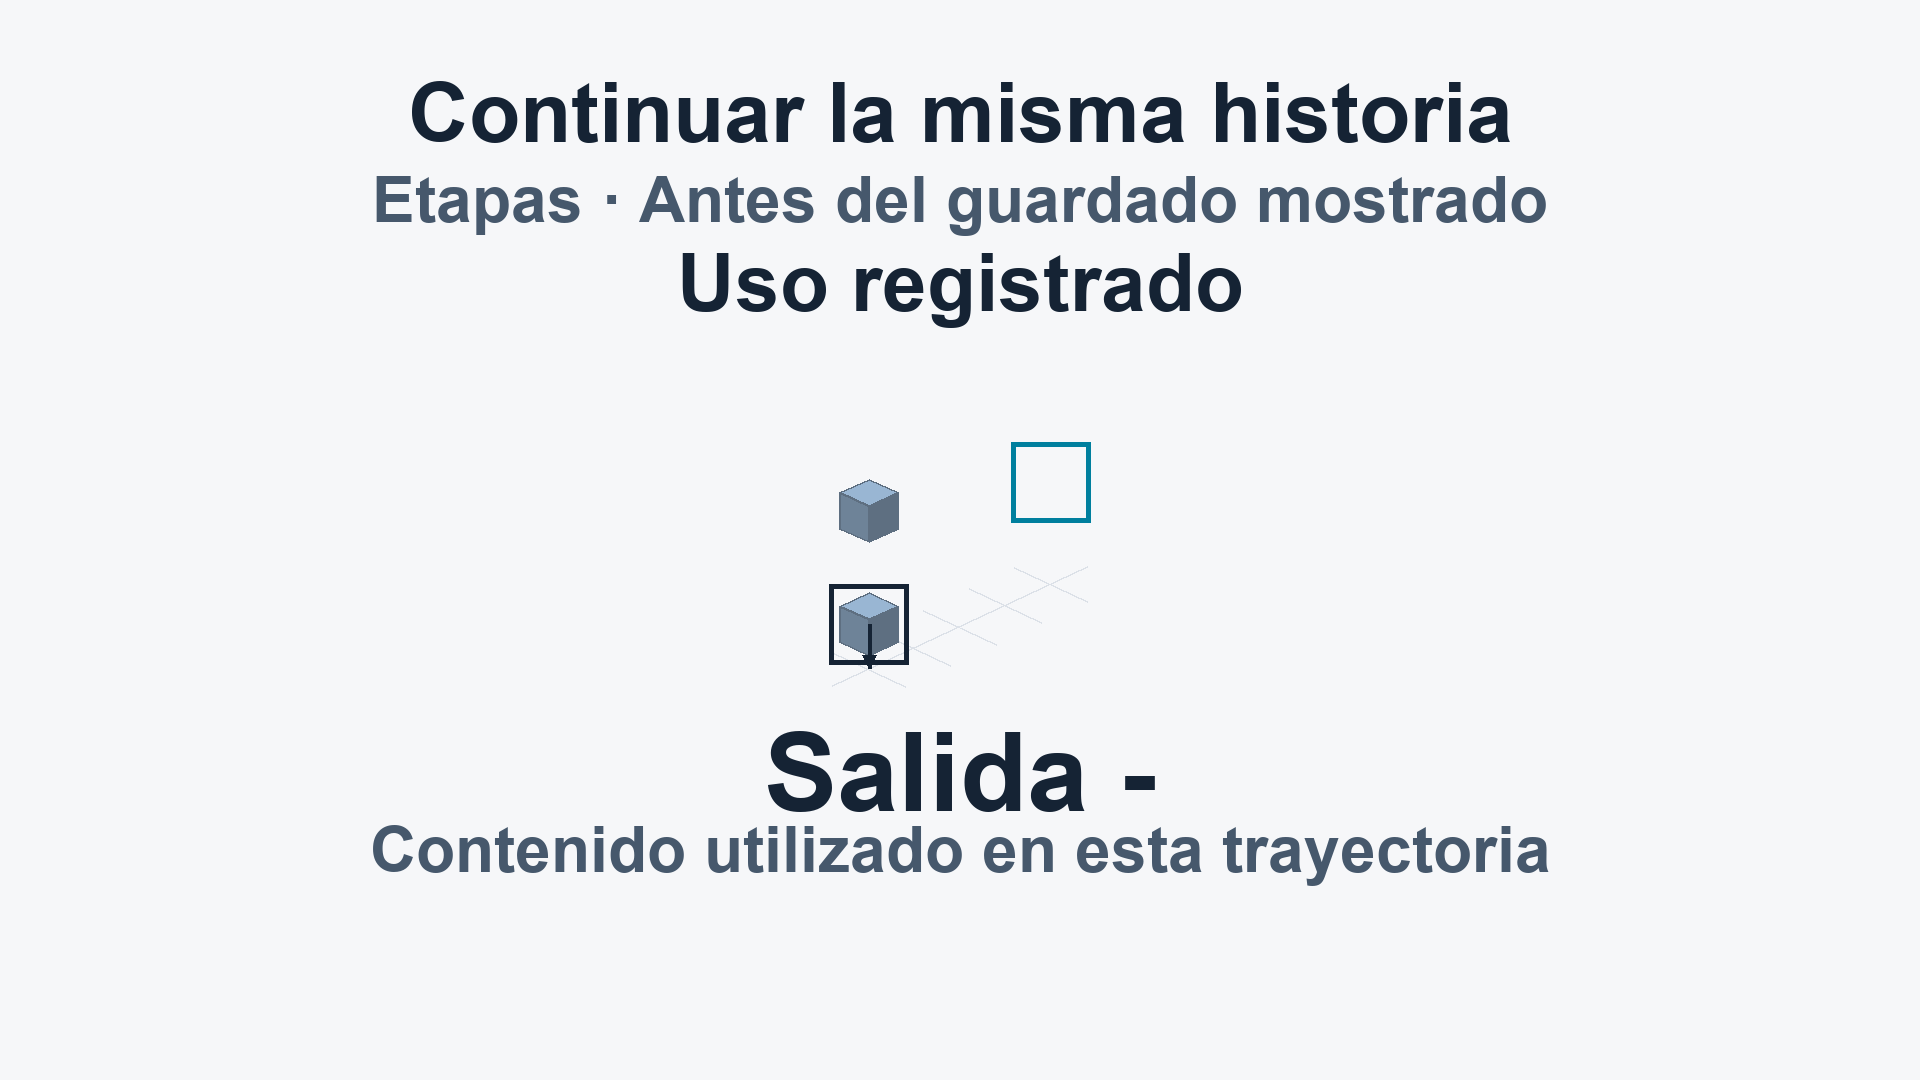 Continuar la misma historia
Etapas · Antes del guardado mostrado
Uso registrado
Salida -
Contenido utilizado en esta trayectoria